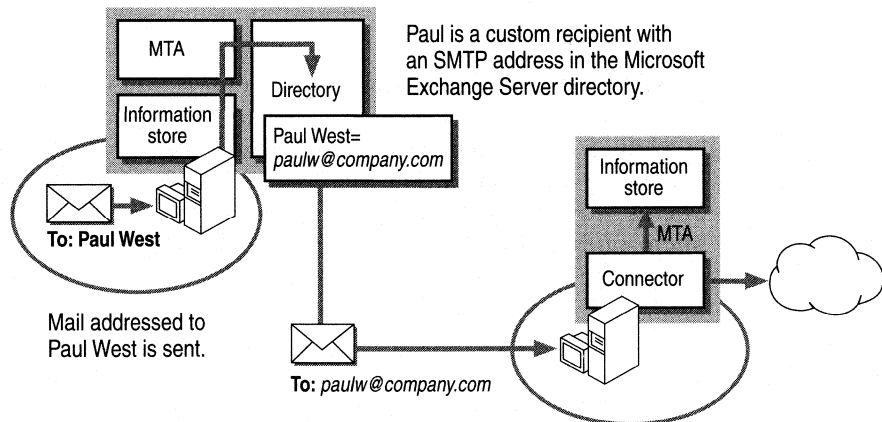 MTA
Directory
Information
store
Paul West=
paulw@company.com
To: Paul West
Mail addressed to
Paul West is sent.
Paul is a custom recipient with
an SMTP address in the Microsoft
Exchange Server directory.
To: paulw@company.com
Information
store
MTA
Connector